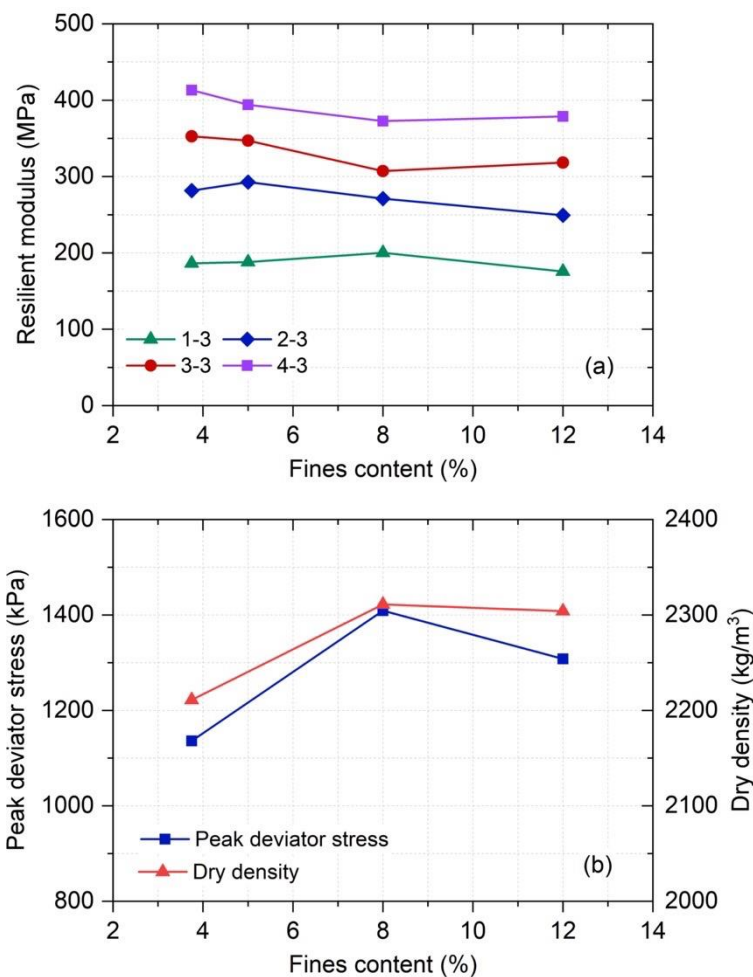 500
400
300
200
100
0
Resilient modulus (MPa)
1-3 2-3
3-3 4-3
(a)
2 4 6 8 10 12 14
Fines content (%)
1600
1400
1200
1000
800
Peak deviator stress (kPa)
2400
2300
2200
2100
2000
Dry density (kg/m³)
Peak deviator stress
Dry density
(b)
2 4 6 8 10 12 14
Fines content (%)